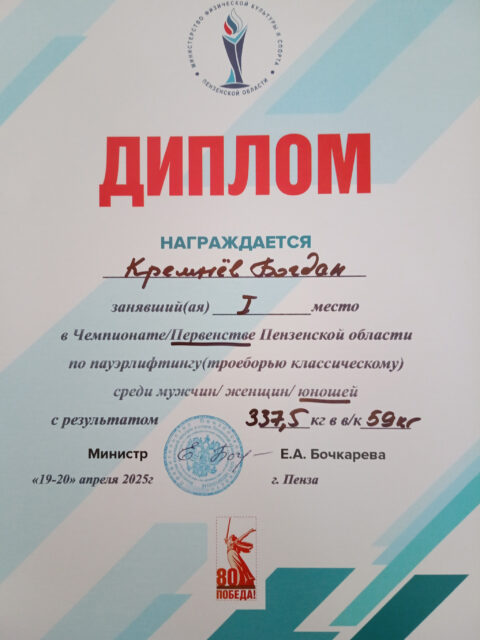 МИНИСТЕРСТВО ФИЗИЧЕСКОЙ КУЛЬТУРЫ И СПОРТА
ПЕНЗЕНСКОЙ ОБЛАСТИ
ДИПЛОМ
НАГРАЖДАЕТСЯ
Кремнёв Богдан
занявший(ая) I место
в Чемпионате/Первенстве Пензенской области
по пауэрлифтингу(троеборью классическому)
среди мужчин/ женщин/ юношей
с результатом 337,5 кг в в/к 59кг
Министр Е.А. Бочкарева
«19-20» апреля 2025г г. Пенза
80
ПОБЕДА!